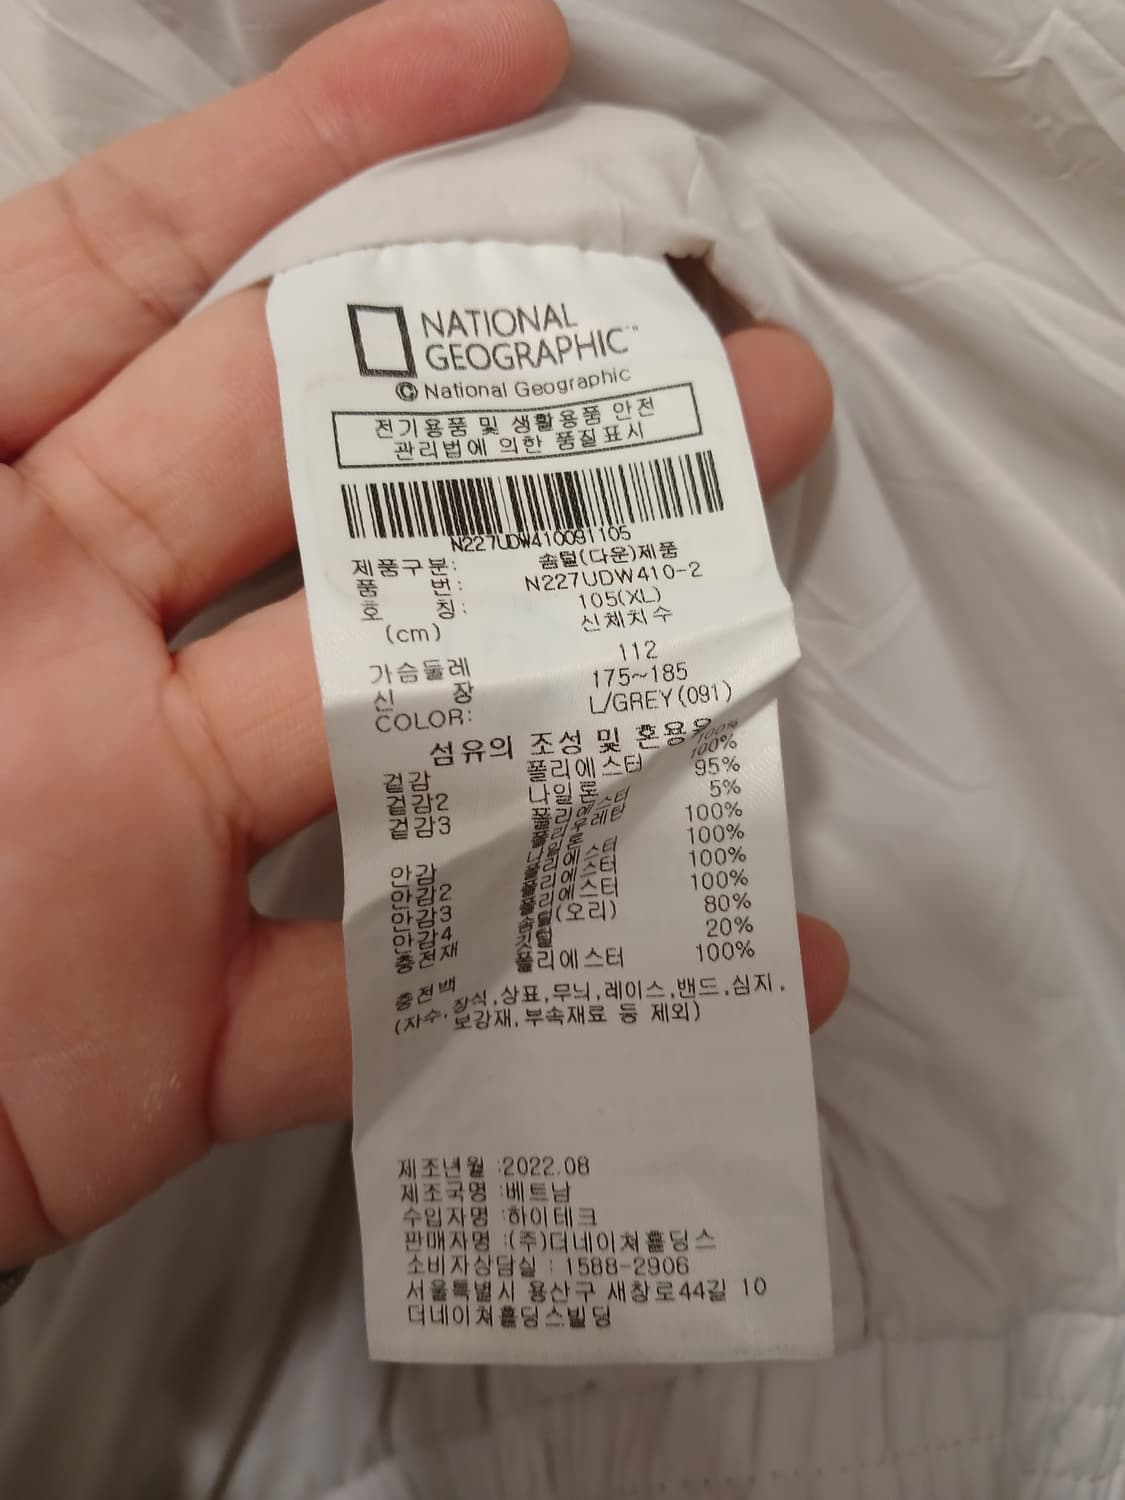 NATIONAL
GEOGRAPHIC™
© National Geographic
전기용품 및 생활용품 안전
관리법에 의한 품질표시
N227UDW410091105
제품구분: 솜털(다운)제품
품 번: N227UDW410-2
호 칭: 105(XL)
(cm) 신체치수
가슴둘레 112
신 장 175~185
COLOR: L/GREY(091)
섬유의 조성 및 혼용율
100%
겉감 폴리에스터 100%
겉감2 나일론 95%
겉감3 5%
100%
안감 100%
안감2 100%
안감3 100%
안감4 (오리) 80%
충전재 20%
충전백 폴리에스터 100%
(자수, 장식,상표,무늬,레이스,밴드,심지,
보강재,부속재료 등 제외)
제조년월 :2022.08
제조국명 :베트남
수입자명 :하이테크
판매자명 :(주)더네이쳐홀딩스
소비자상담실 : 1588-2906
서울특별시 용산구 새창로44길 10
더네이쳐홀딩스빌딩